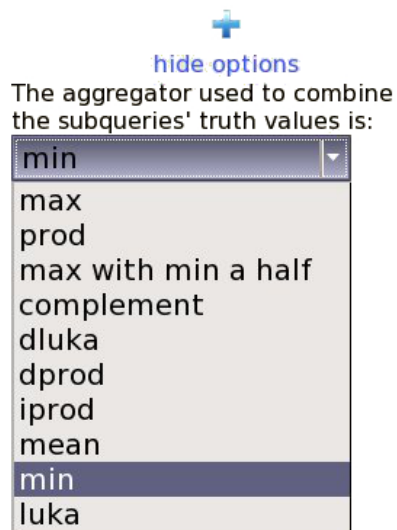 hide options
The aggregator used to combine
the subqueries' truth values is:
min
max
prod
max with min a half
complement
dluka
dprod
iprod
mean
min
luka